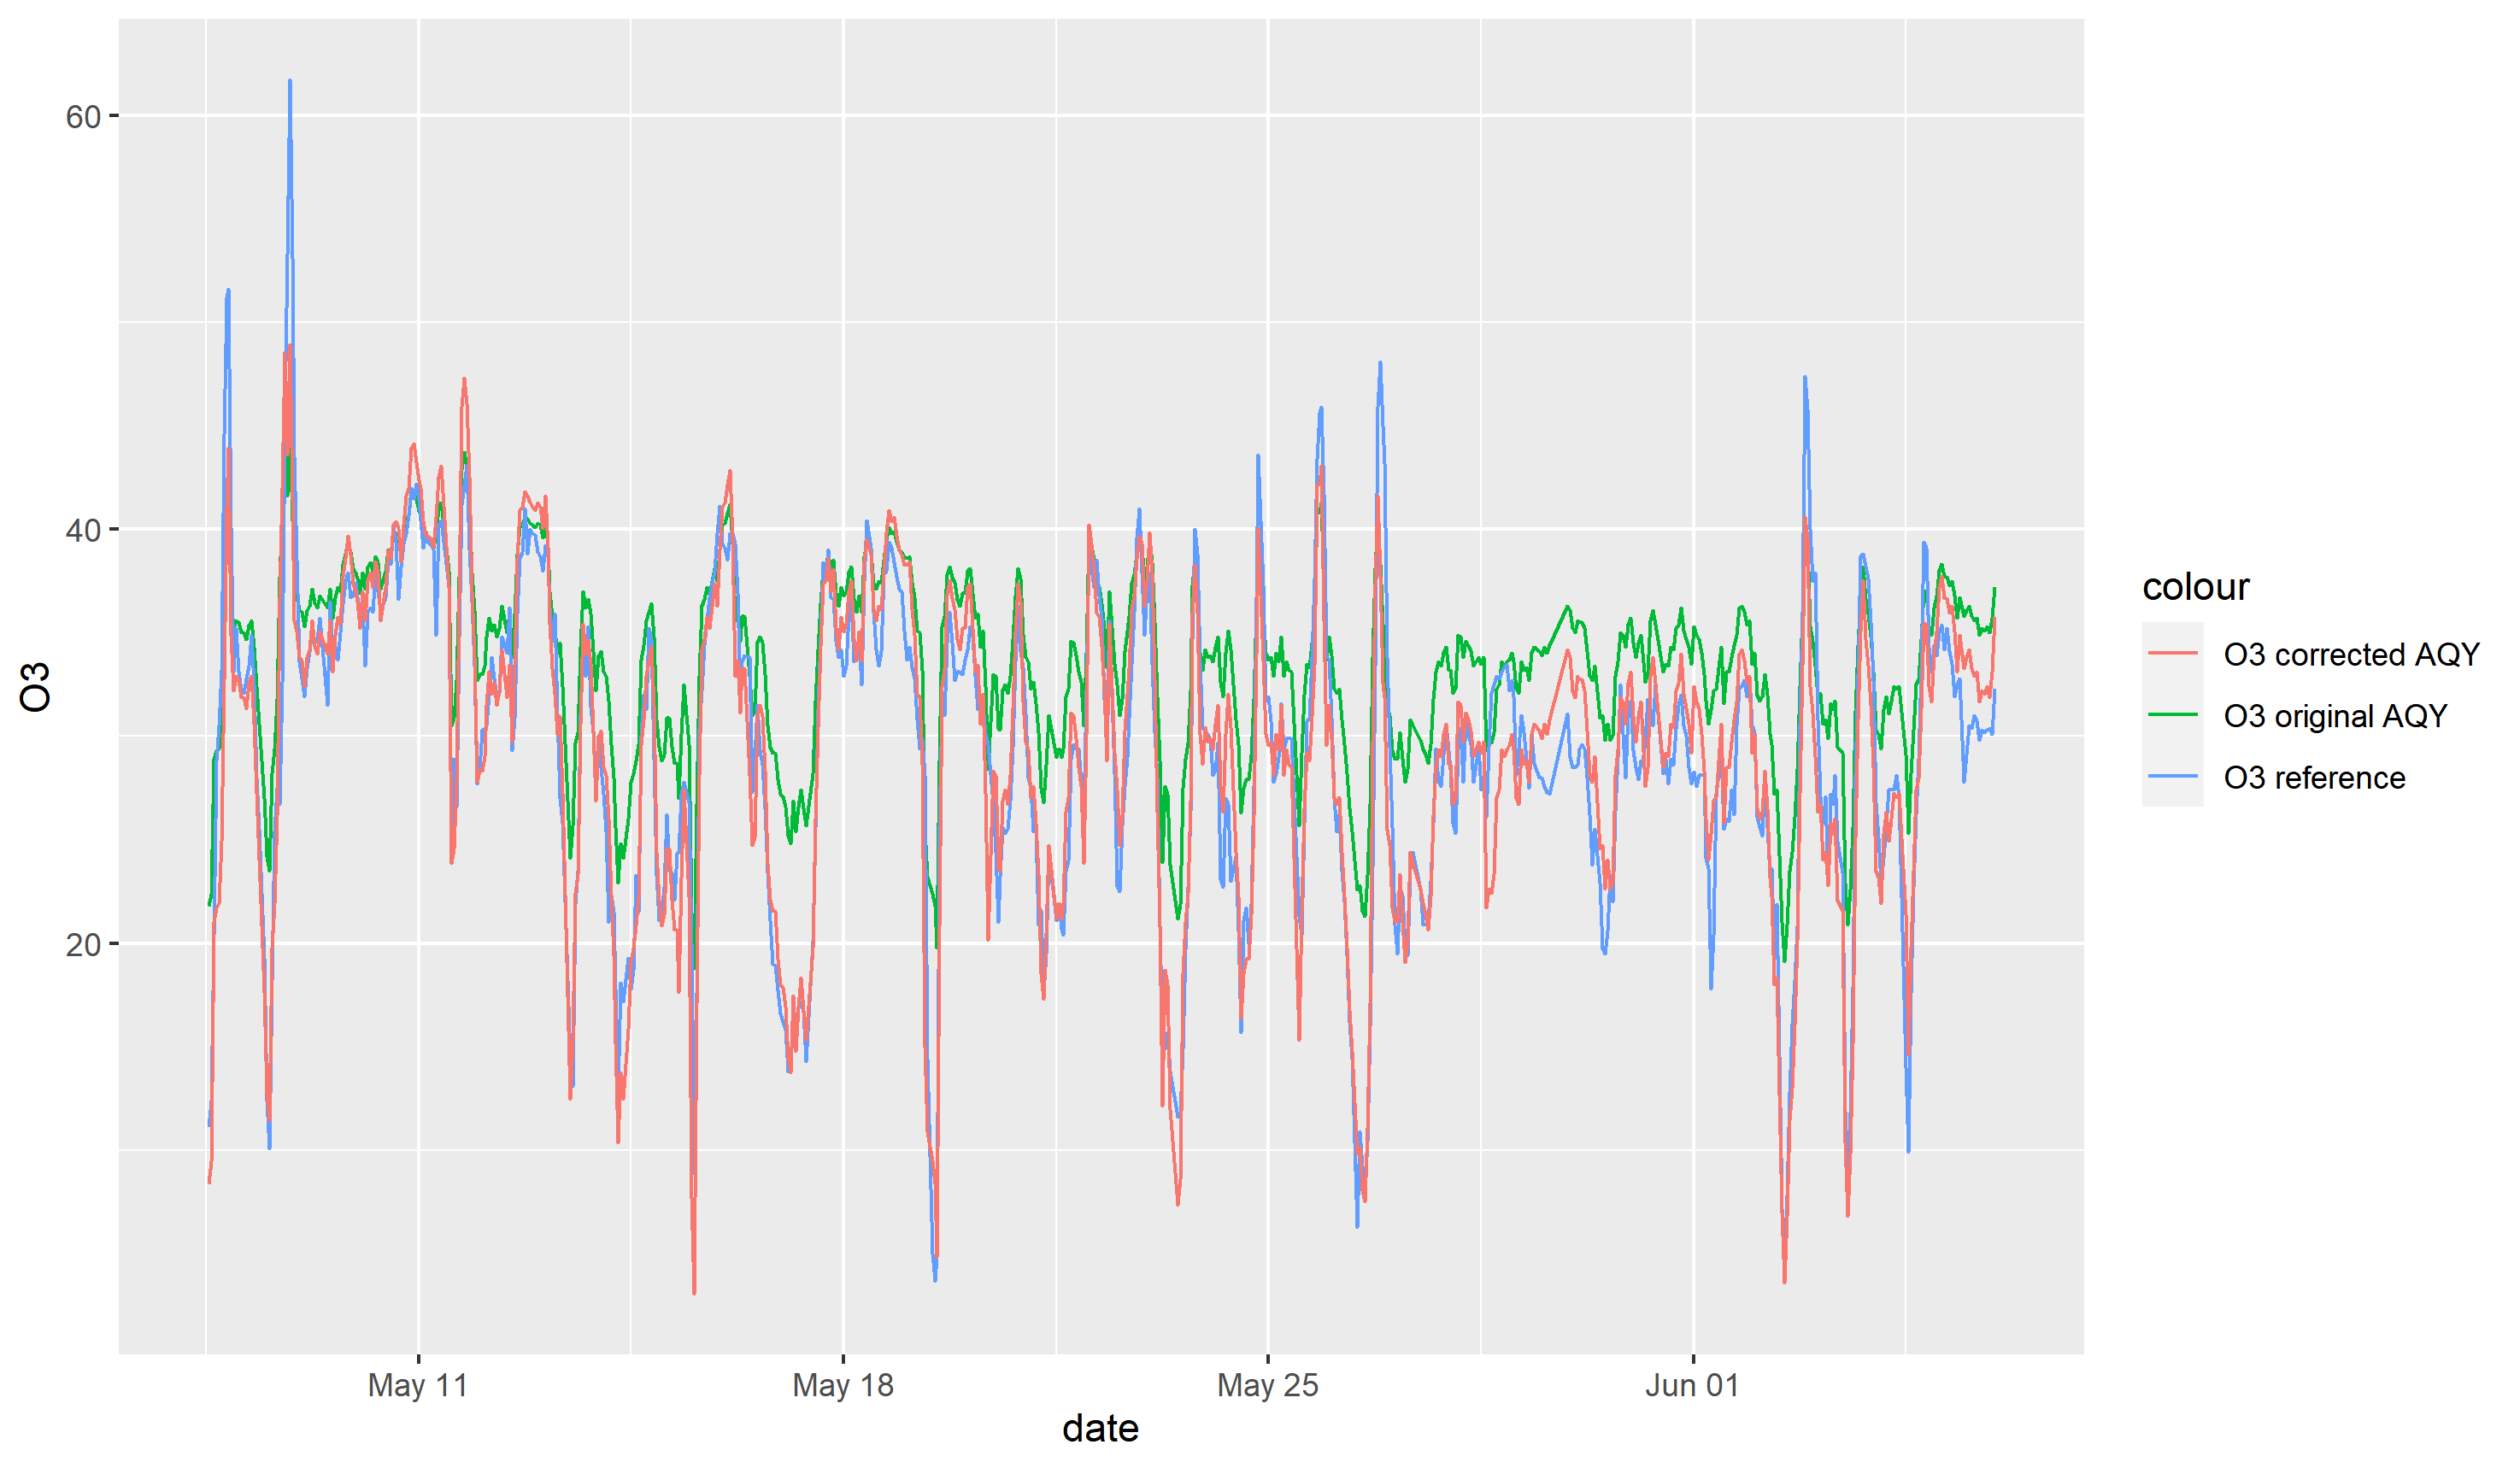 60
40
20
O3
May 11
May 18
May 25
Jun 01
date
colour
O3 corrected AQY
O3 original AQY
O3 reference